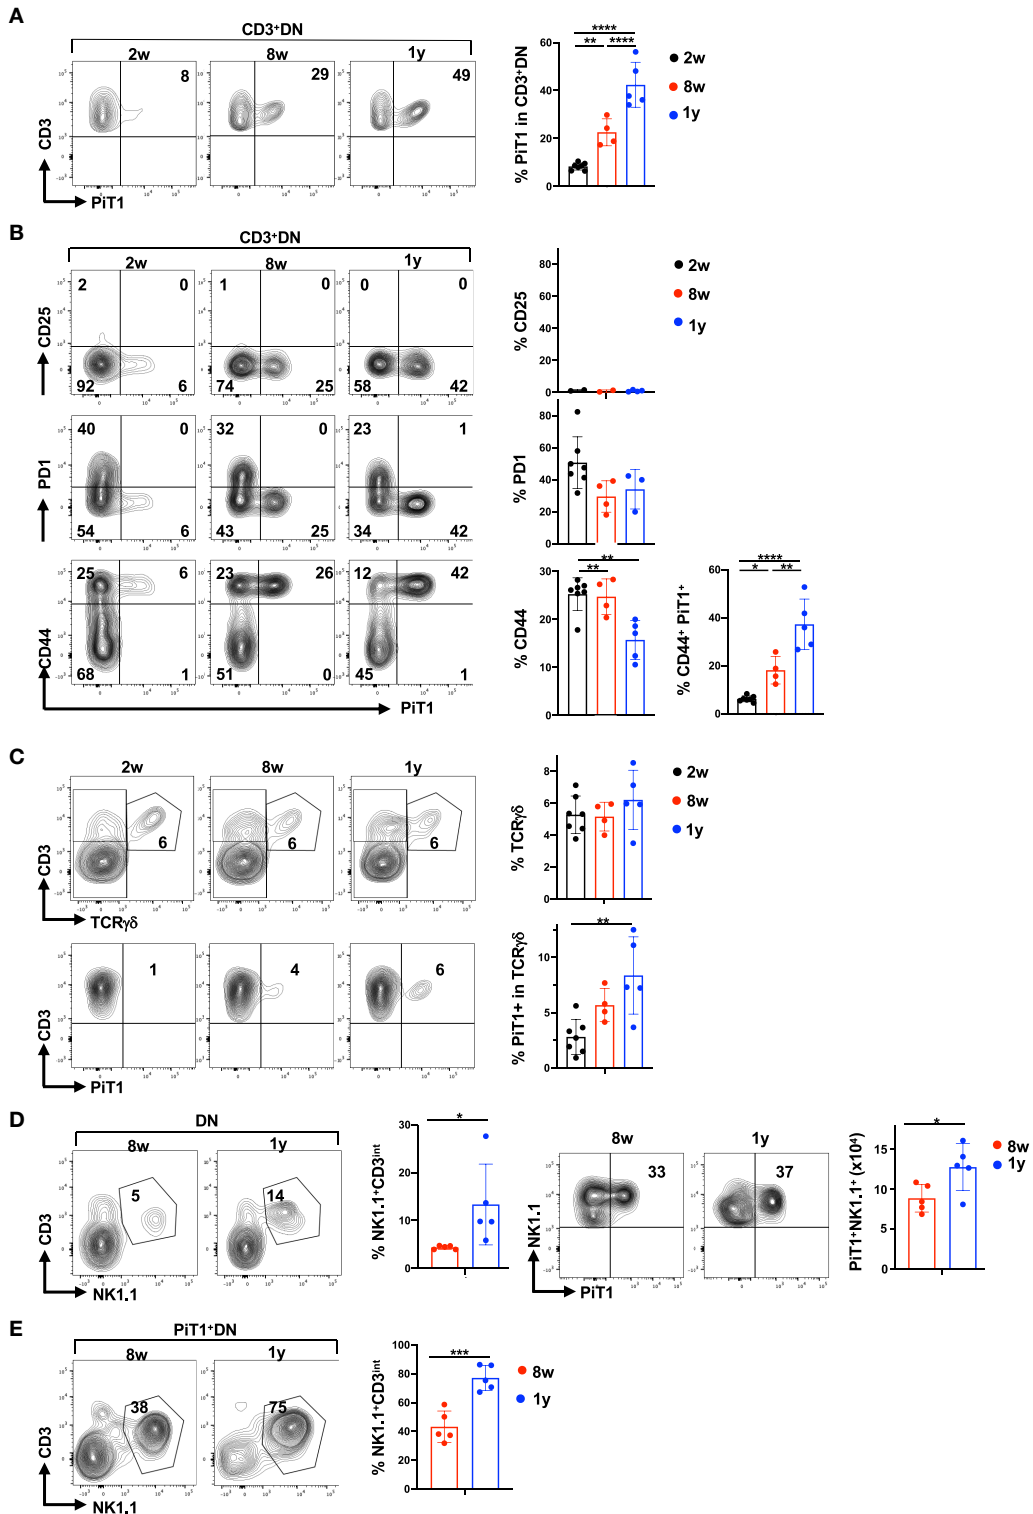 A
CD3+DN
2w 8w 1y
8 29 49
CD3
PiT1
% PiT1 in CD3+DN
60
40
20
0
**** 
** ****
2w
8w
1y
B
CD3+DN
2w 8w 1y
CD25
2 0 1 0 0 0
92 6 74 25 58 42
PD1
40 0 32 0 23 1
54 6 43 25 34 42
CD44
25 6 23 26 12 42
68 1 51 0 45 1
PiT1
% CD25
80
60
40
20
0
2w
8w
1y
% PD1
80
60
40
20
0
% CD44
30
20
10
0
**
**
% CD44+ PiT1+
60
40
20
0
****
* **
C
2w 8w 1y
CD3
6 6 6
TCRγδ
% TCRγδ
8
6
4
2
0
2w
8w
1y
CD3
1 4 6
PiT1
% PiT1+ in TCRγδ
10
5
0
**
D
DN
8w 1y
CD3
5 14
NK1.1
% NK1.1+CD3int
30
20
10
0
*
8w 1y
NK1.1
33 37
PiT1
PiT1+NK1.1+ (x10⁴)
15
10
5
0
*
8w
1y
E
PiT1+DN
8w 1y
CD3
38 75
NK1.1
% NK1.1+CD3int
100
80
60
40
20
0
***
8w
1y